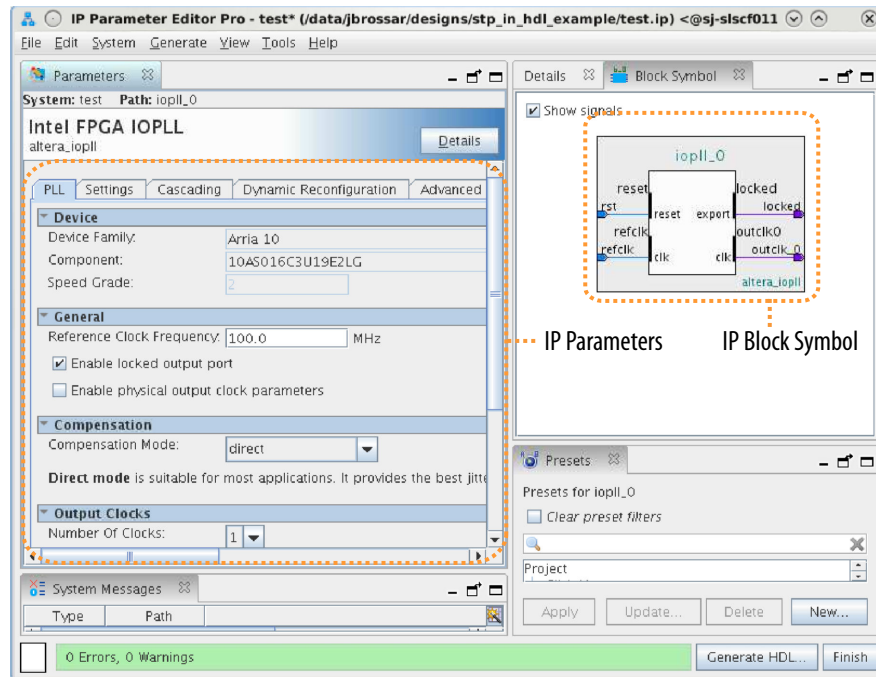 IP Parameter Editor Pro - test* (/data/jbrossar/designs/stp_in_hdl_example/test.ip) <@sj-slscf011
File Edit System Generate View Tools Help
Parameters
System: test Path: iopll_0
Intel FPGA IOPLL
altera_iopll
Details
PLL Settings Cascading Dynamic Reconfiguration Advanced
Device
Device Family: Arria 10
Component: 10AS016C3U19E2LG
Speed Grade: 2
General
Reference Clock Frequency: 100.0 MHz
Enable locked output port
Enable physical output clock parameters
Compensation
Compensation Mode: direct
Direct mode is suitable for most applications. It provides the best jitte
Output Clocks
Number Of Clocks: 1
System Messages
Type Path
0 Errors, 0 Warnings
Details Block Symbol
Show signals
iopll_0
reset locked
rst locked
reset export
refclk outclk0
refclk outclk_0
clk clk
altera_iopll
IP Parameters
IP Block Symbol
Presets
Presets for iopll_0
Clear preset filters
Project
Apply Update... Delete New...
Generate HDL... Finish